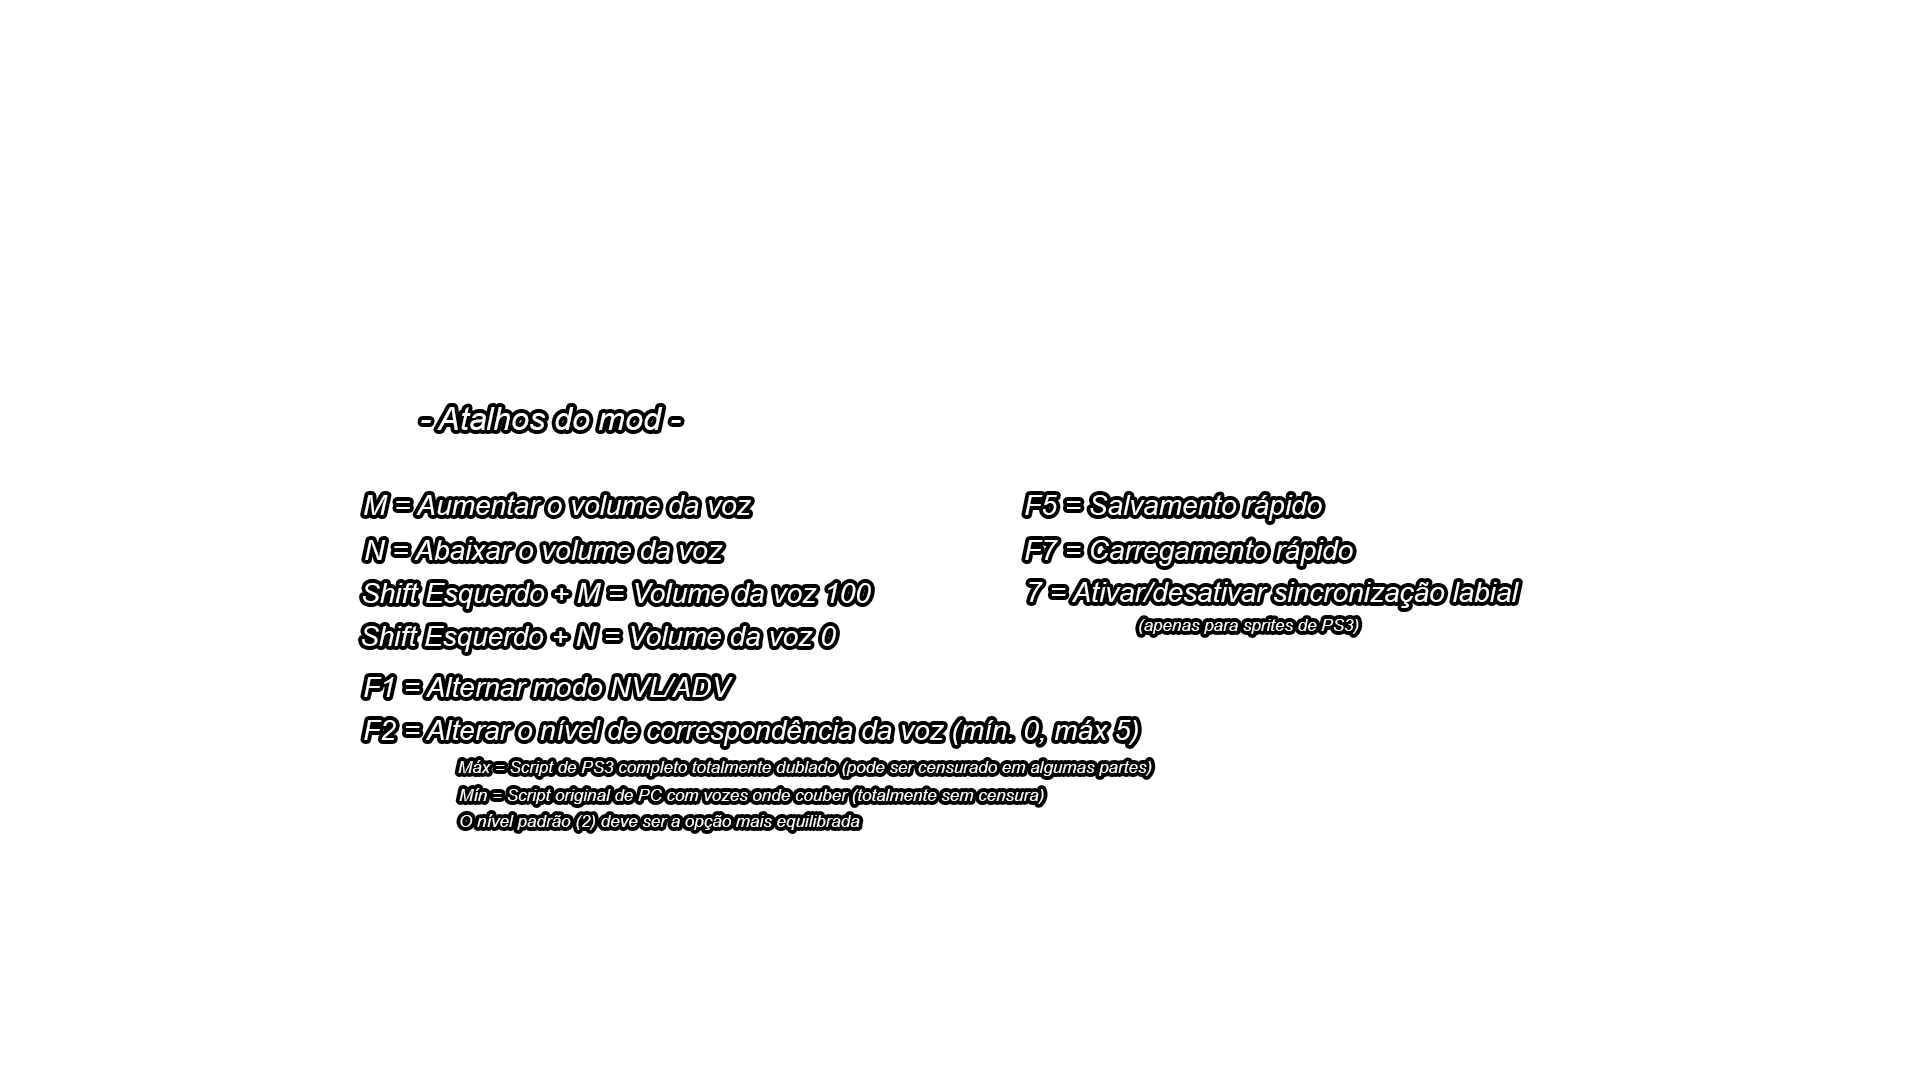 - Atalhos do mod -
M = Aumentar o volume da voz
N = Abaixar o volume da voz
Shift Esquerdo + M = Volume da voz 100
Shift Esquerdo + N = Volume da voz 0
F1 = Alternar modo NVL/ADV
F2 = Alterar o nível de correspondência da voz (mín. 0, máx 5)
Máx = Script de PS3 completo totalmente dublado (pode ser censurado em algumas partes)
Mín = Script original de PC com vozes onde couber (totalmente sem censura)
O nível padrão (2) deve ser a opção mais equilibrada
F5 = Salvamento rápido
F7 = Carregamento rápido
7 = Ativar/desativar sincronização labial
(apenas para sprites de PS3)